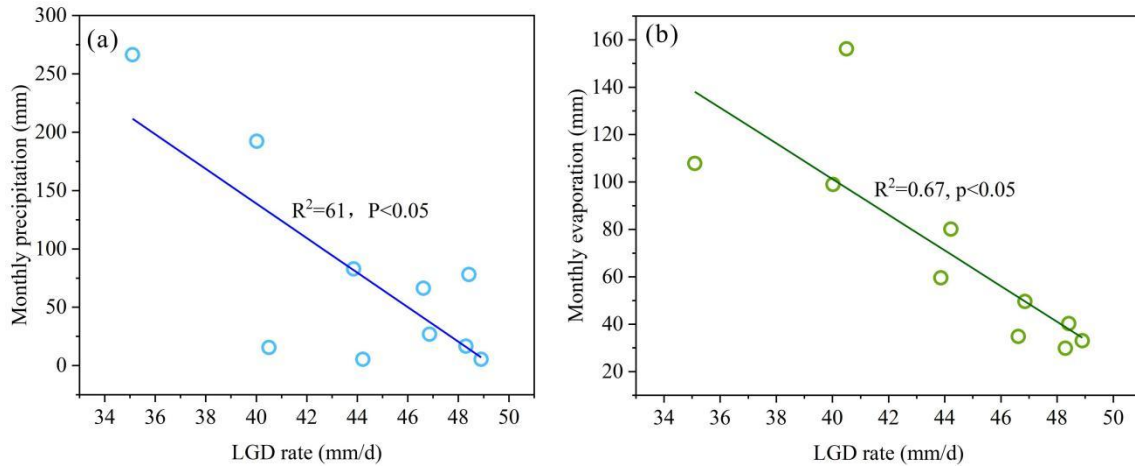 (a)
300
250
200
150
100
50
0
Monthly precipitation (mm)
R²=61，P<0.05
34 36 38 40 42 44 46 48 50
LGD rate (mm/d)
(b)
160
140
120
100
80
60
40
20
Monthly evaporation (mm)
R²=0.67, p<0.05
34 36 38 40 42 44 46 48 50
LGD rate (mm/d)